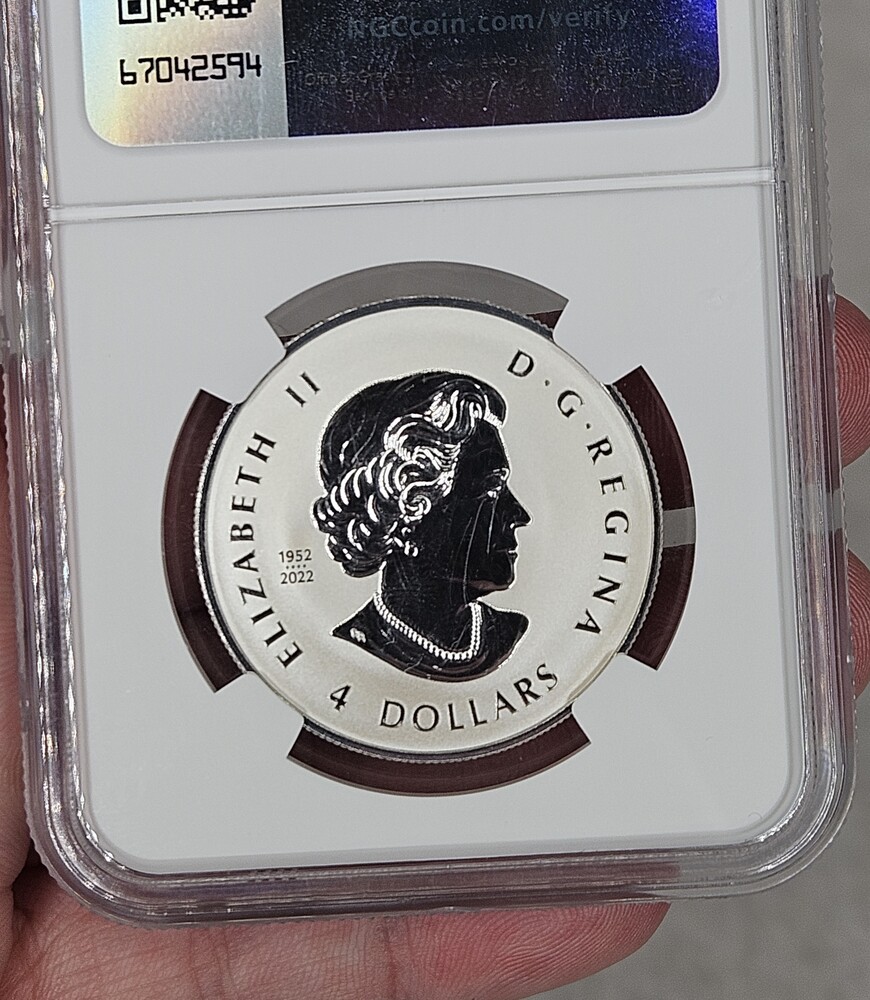 NGCcoin.com/verify
67042594
ELIZABETH II
D·G·REGINA
1952
2022
4 DOLLARS